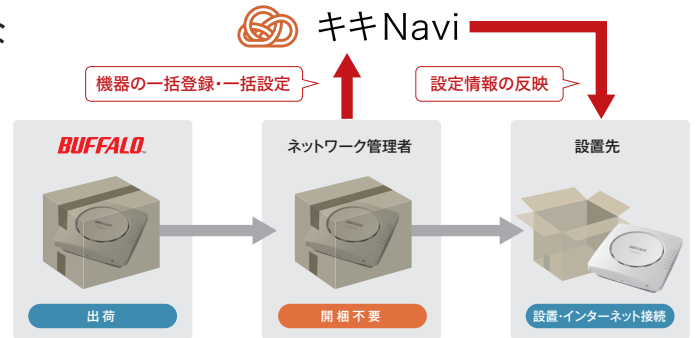 キキNavi
機器の一括登録・一括設定
設定情報の反映
BUFFALO
ネットワーク管理者
設置先
出荷
開梱不要
設置・インターネット接続